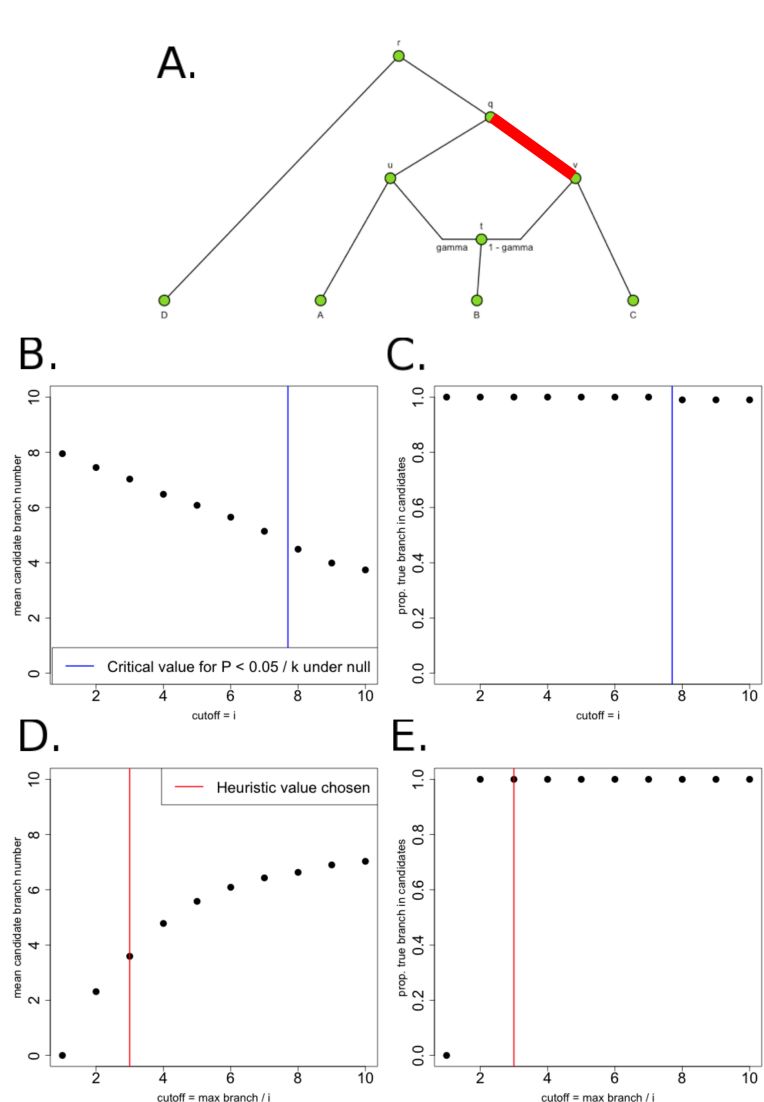 A.
r
q
u
v
t
gamma
1 - gamma
D
A
B
C
B.
C.
mean candidate branch number
0
2
4
6
8
10
Critical value for P < 0.05 / k under null
2
4
6
8
10
cutoff = i
prop. true branch in candidates
0.0
0.2
0.4
0.6
0.8
1.0
2
4
6
8
10
cutoff = i
D.
E.
mean candidate branch number
0
2
4
6
8
10
Heuristic value chosen
2
4
6
8
10
cutoff = max branch / i
prop. true branch in candidates
0.0
0.2
0.4
0.6
0.8
1.0
2
4
6
8
10
cutoff = max branch / i